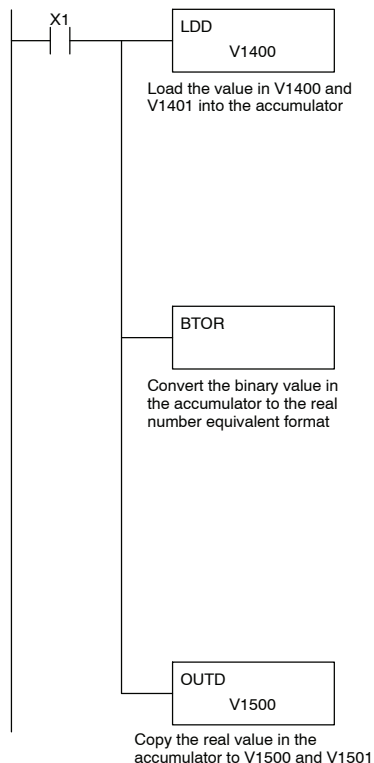 X1
LDD
V1400
Load the value in V1400 and
V1401 into the accumulator
BTOR
Convert the binary value in
the accumulator to the real
number equivalent format
OUTD
V1500
Copy the real value in the
accumulator to V1500 and V1501